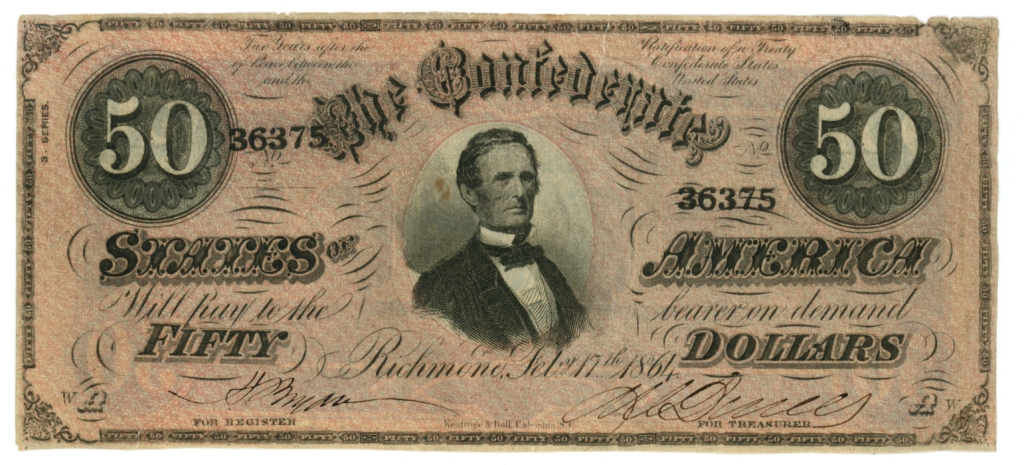 Two Years after the Ratification of a Treaty
of Peace between the Confederate States
and the United States
The Confederate
50
50
36375
No
No
36375
3 SERIES.
STATES OF AMERICA
Will pay to the bearer on demand
FIFTY DOLLARS
Richmond, Feby. 17th 1864
W
W
FOR REGISTER
Keatinge & Ball, Columbia, S.C.
FOR TREASURER